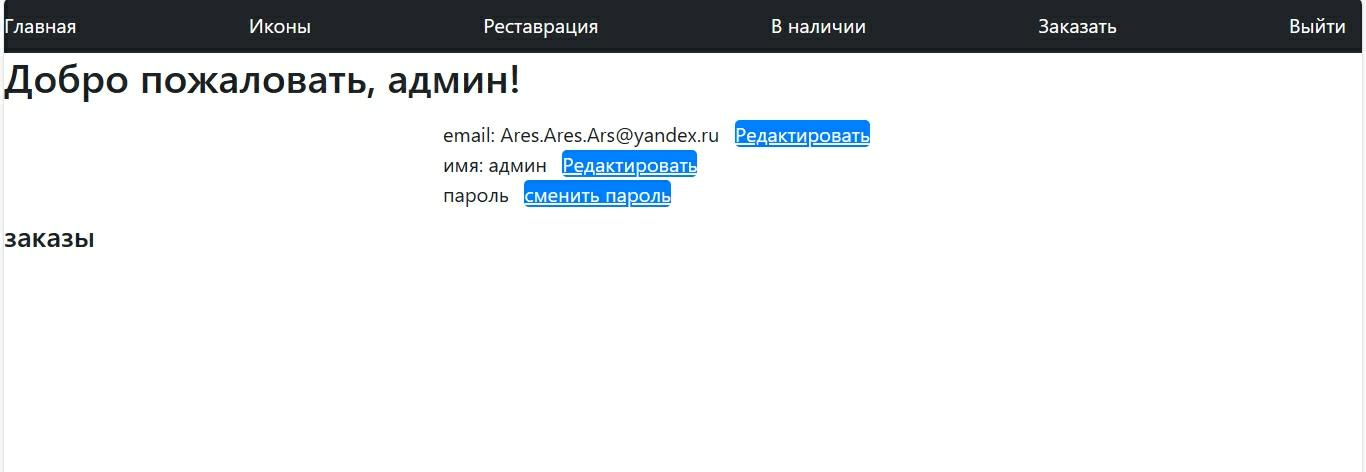 Главная Иконы Реставрация В наличии Заказать Выйти
Добро пожаловать, админ!
email: Ares.Ares.Ars@yandex.ru Редактировать
имя: админ Редактировать
пароль сменить пароль
заказы